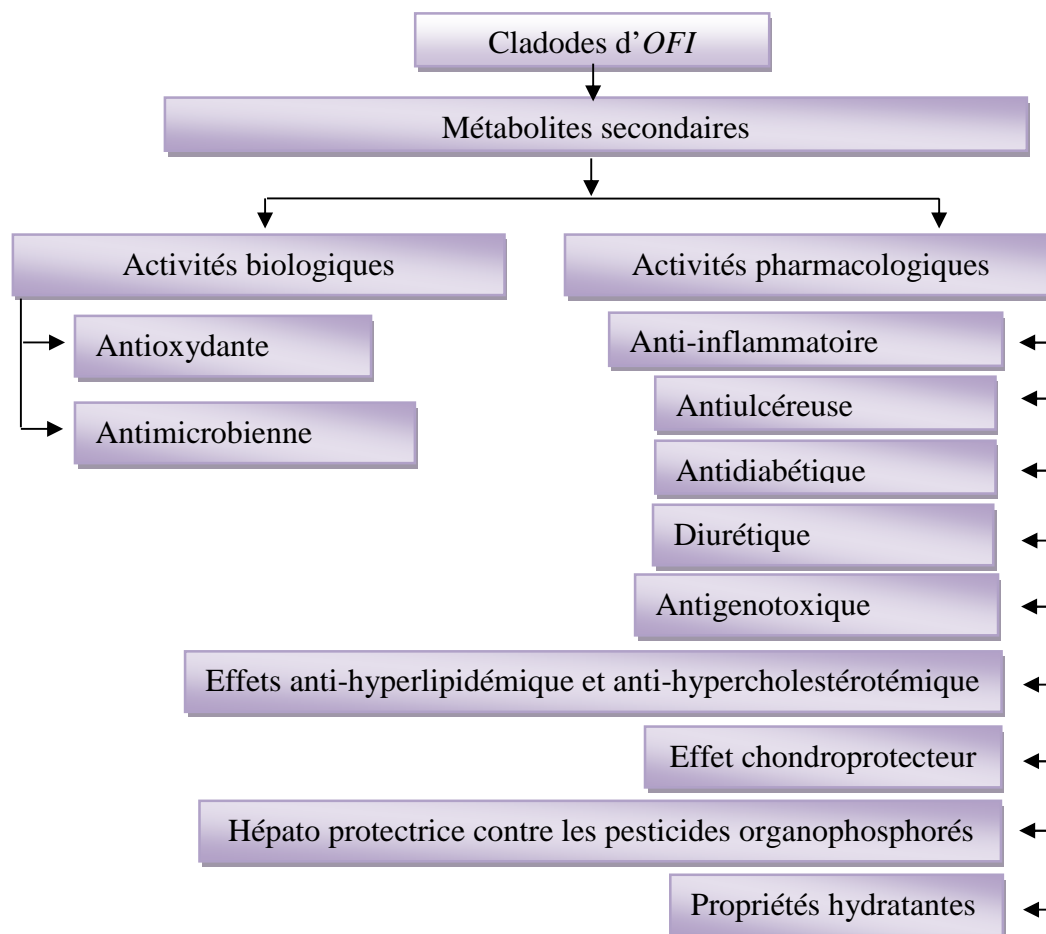 Cladodes d’OFI
Métabolites secondaires
Activités biologiques
Antioxydante
Antimicrobienne
Activités pharmacologiques
Anti-inflammatoire
Antiulcéreuse
Antidiabétique
Diurétique
Antigenotoxique
Effets anti-hyperlipidémique et anti-hypercholestérotémique
Effet chondroprotecteur
Hépato protectrice contre les pesticides organophosphorés
Propriétés hydratantes